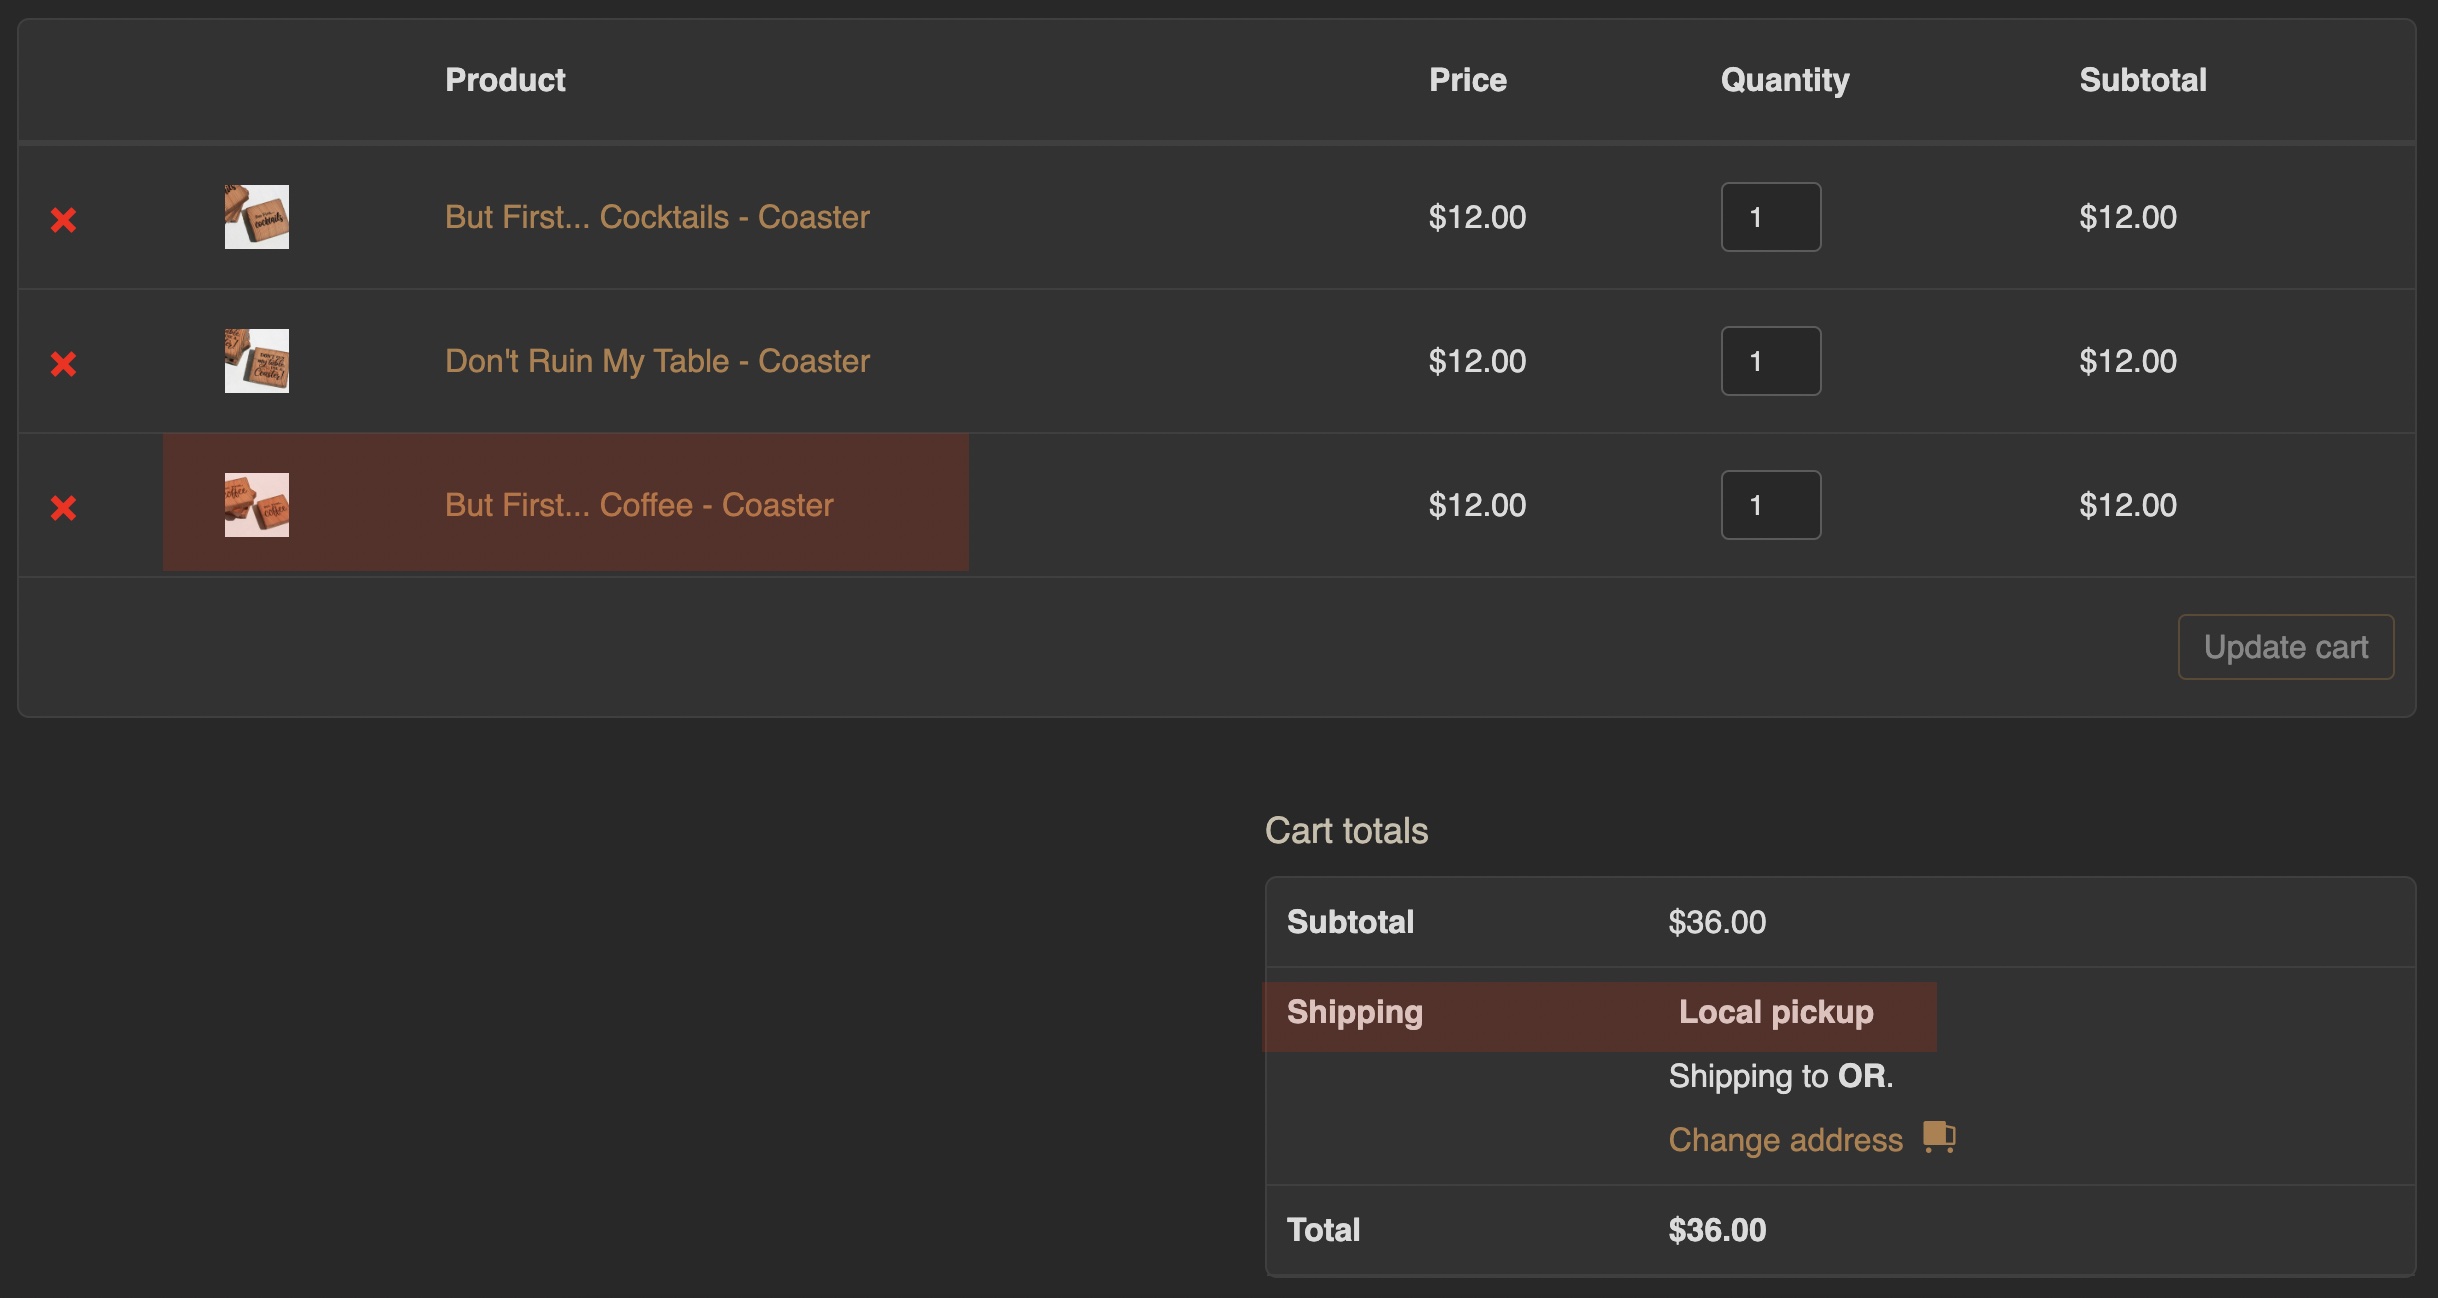 Product Price Quantity Subtotal
But First... Cocktails - Coaster $12.00 1 $12.00
Don't Ruin My Table - Coaster $12.00 1 $12.00
But First... Coffee - Coaster $12.00 1 $12.00
Update cart
Cart totals
Subtotal $36.00
Shipping Local pickup
Shipping to OR.
Change address
Total $36.00